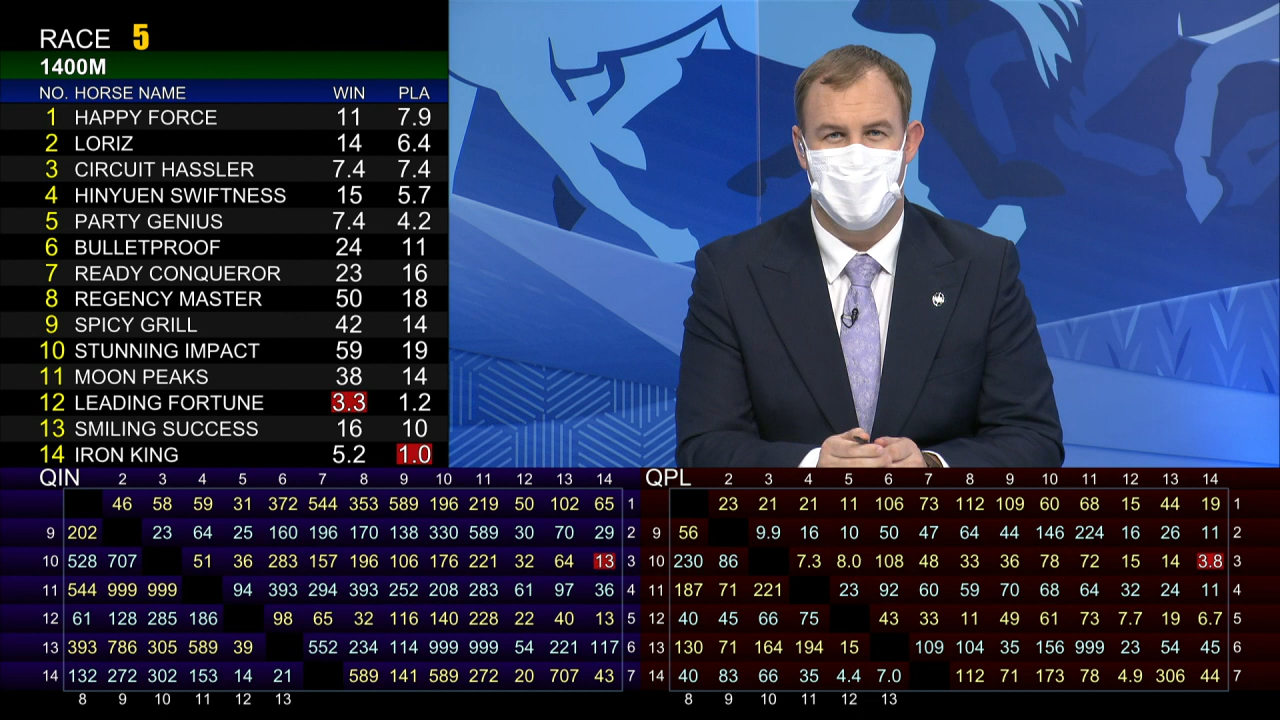 RACE 5
1400M
NO. HORSE NAME WIN PLA
1 HAPPY FORCE 11 7.9
2 LORIZ 14 6.4
3 CIRCUIT HASSLER 7.4 7.4
4 HINYUEN SWIFTNESS 15 5.7
5 PARTY GENIUS 7.4 4.2
6 BULLETPROOF 24 11
7 READY CONQUEROR 23 16
8 REGENCY MASTER 50 18
9 SPICY GRILL 42 14
10 STUNNING IMPACT 59 19
11 MOON PEAKS 38 14
12 LEADING FORTUNE 3.3 1.2
13 SMILING SUCCESS 16 10
14 IRON KING 5.2 1.0
QIN 2 3 4 5 6 7 8 9 10 11 12 13 14
46 58 59 31 372 544 353 589 196 219 50 102 65 1
9 202 23 64 25 160 196 170 138 330 589 30 70 29 2
10 528 707 51 36 283 157 196 106 176 221 32 64 13 3
11 544 999 999 94 393 294 393 252 208 283 61 97 36 4
12 61 128 285 186 98 65 32 116 140 228 22 40 13 5
13 393 786 305 589 39 552 234 114 999 999 54 221 117 6
14 132 272 302 153 14 21 589 141 589 272 20 707 43 7
8 9 10 11 12 13
QPL 2 3 4 5 6 7 8 9 10 11 12 13 14
23 21 21 11 106 73 112 109 60 68 15 44 19 1
9 56 9.9 16 10 50 47 64 44 146 224 16 26 11 2
10 230 86 7.3 8.0 108 48 33 36 78 72 15 14 3.8 3
11 187 71 221 23 92 60 59 70 68 64 32 24 11 4
12 40 45 66 75 43 33 11 49 61 73 7.7 19 6.7 5
13 130 71 164 194 15 109 104 35 156 999 23 54 45 6
14 40 83 66 35 4.4 7.0 112 71 173 78 4.9 306 44 7
8 9 10 11 12 13